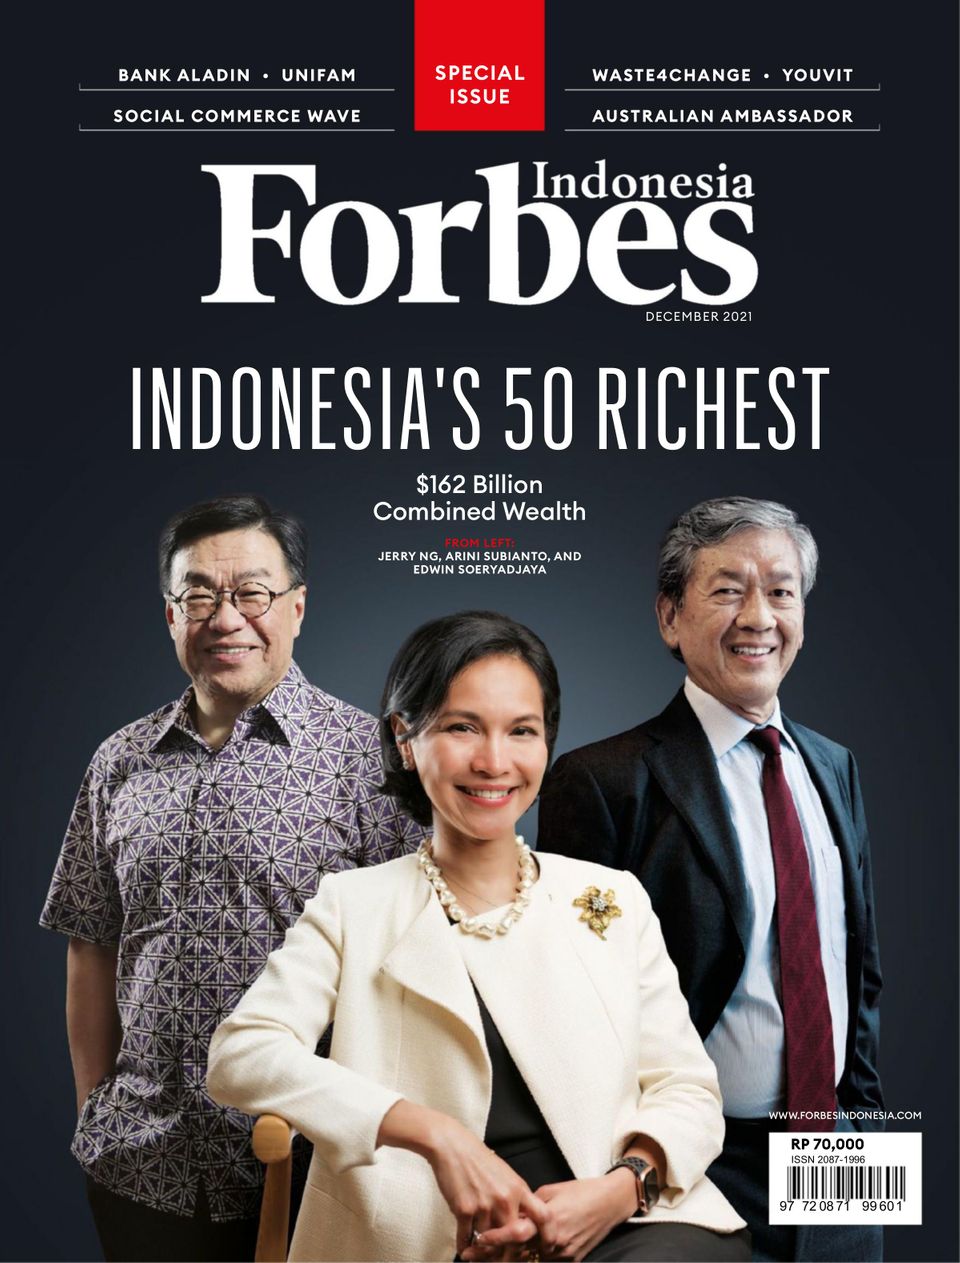 BANK ALADIN • UNIFAM
SOCIAL COMMERCE WAVE
SPECIAL
ISSUE
WASTE4CHANGE • YOUVIT
AUSTRALIAN AMBASSADOR
Forbes
Indonesia
DECEMBER 2021
INDONESIA'S 50 RICHEST
$162 Billion
Combined Wealth
FROM LEFT:
JERRY NG, ARINI SUBIANTO, AND
EDWIN SOERYADJAYA
WWW.FORBESINDONESIA.COM
RP 70,000
ISSN 2087-1996
97 720871 99601